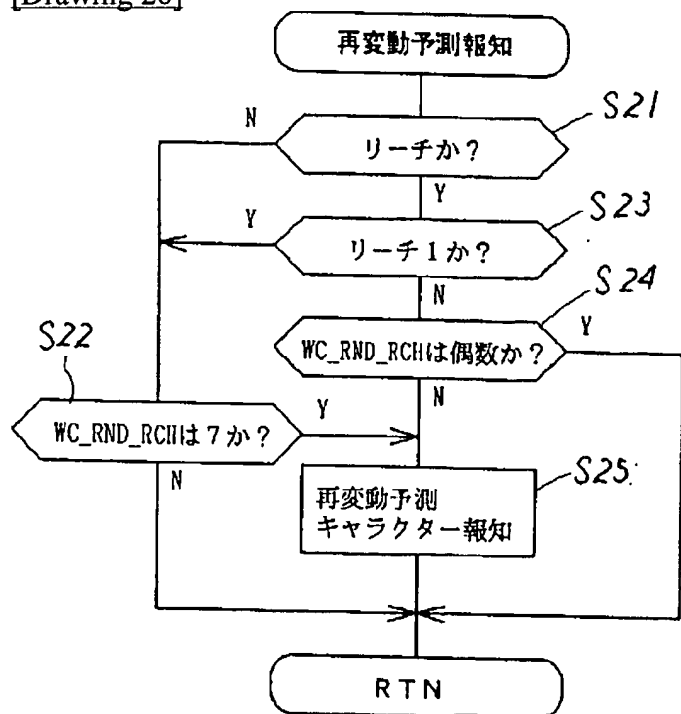 [Drawing 28]
再変動予測報知
S21
N
リーチか？
Y
S23
Y
リーチ1か？
N
S24
Y
WC_RND_RCHは偶数か？
N
S22
WC_RND_RCHは7か？
Y
N
S25
再変動予測
キャラクター報知
RTN